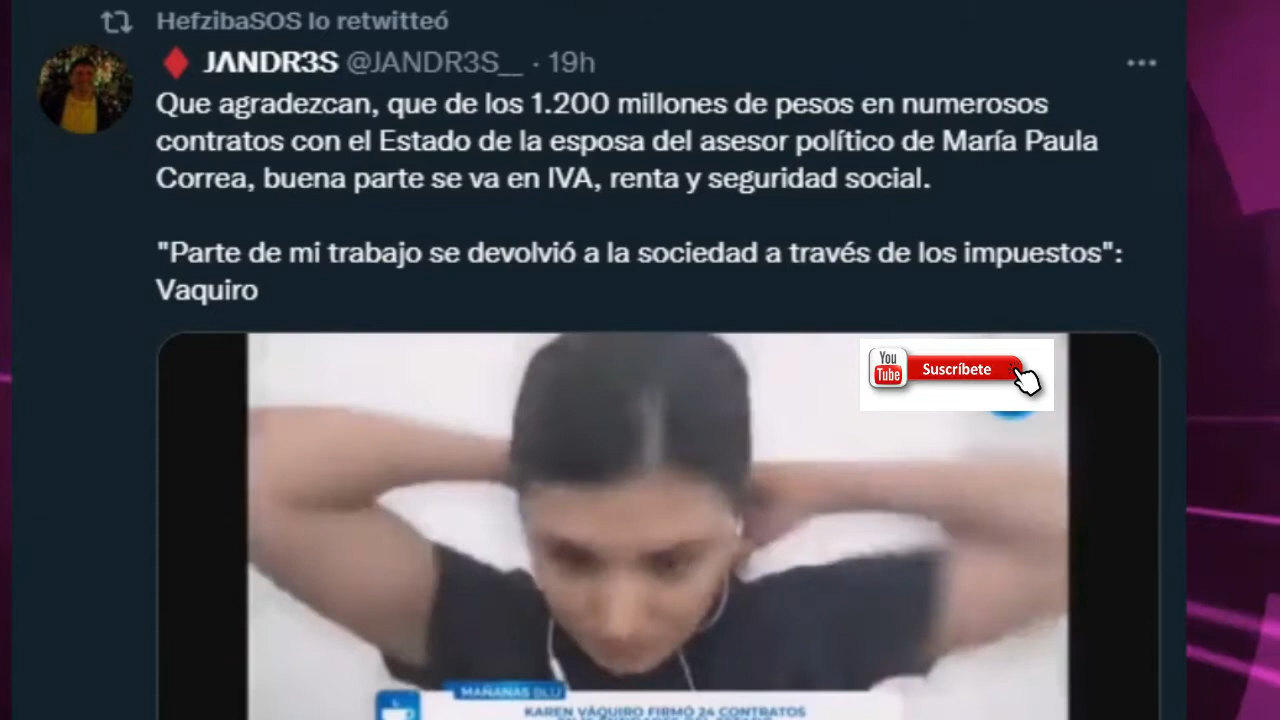 HefzibaSOS lo retwitteó
JΛNDR3S @JANDR3S__ · 19h
Que agradezcan, que de los 1.200 millones de pesos en numerosos
contratos con el Estado de la esposa del asesor político de María Paula
Correa, buena parte se va en IVA, renta y seguridad social.
"Parte de mi trabajo se devolvió a la sociedad a través de los impuestos":
Vaquiro
You
Tube
Suscríbete
MAÑANAS BLU
KAREN VAQUIRO FIRMÓ 24 CONTRATOS